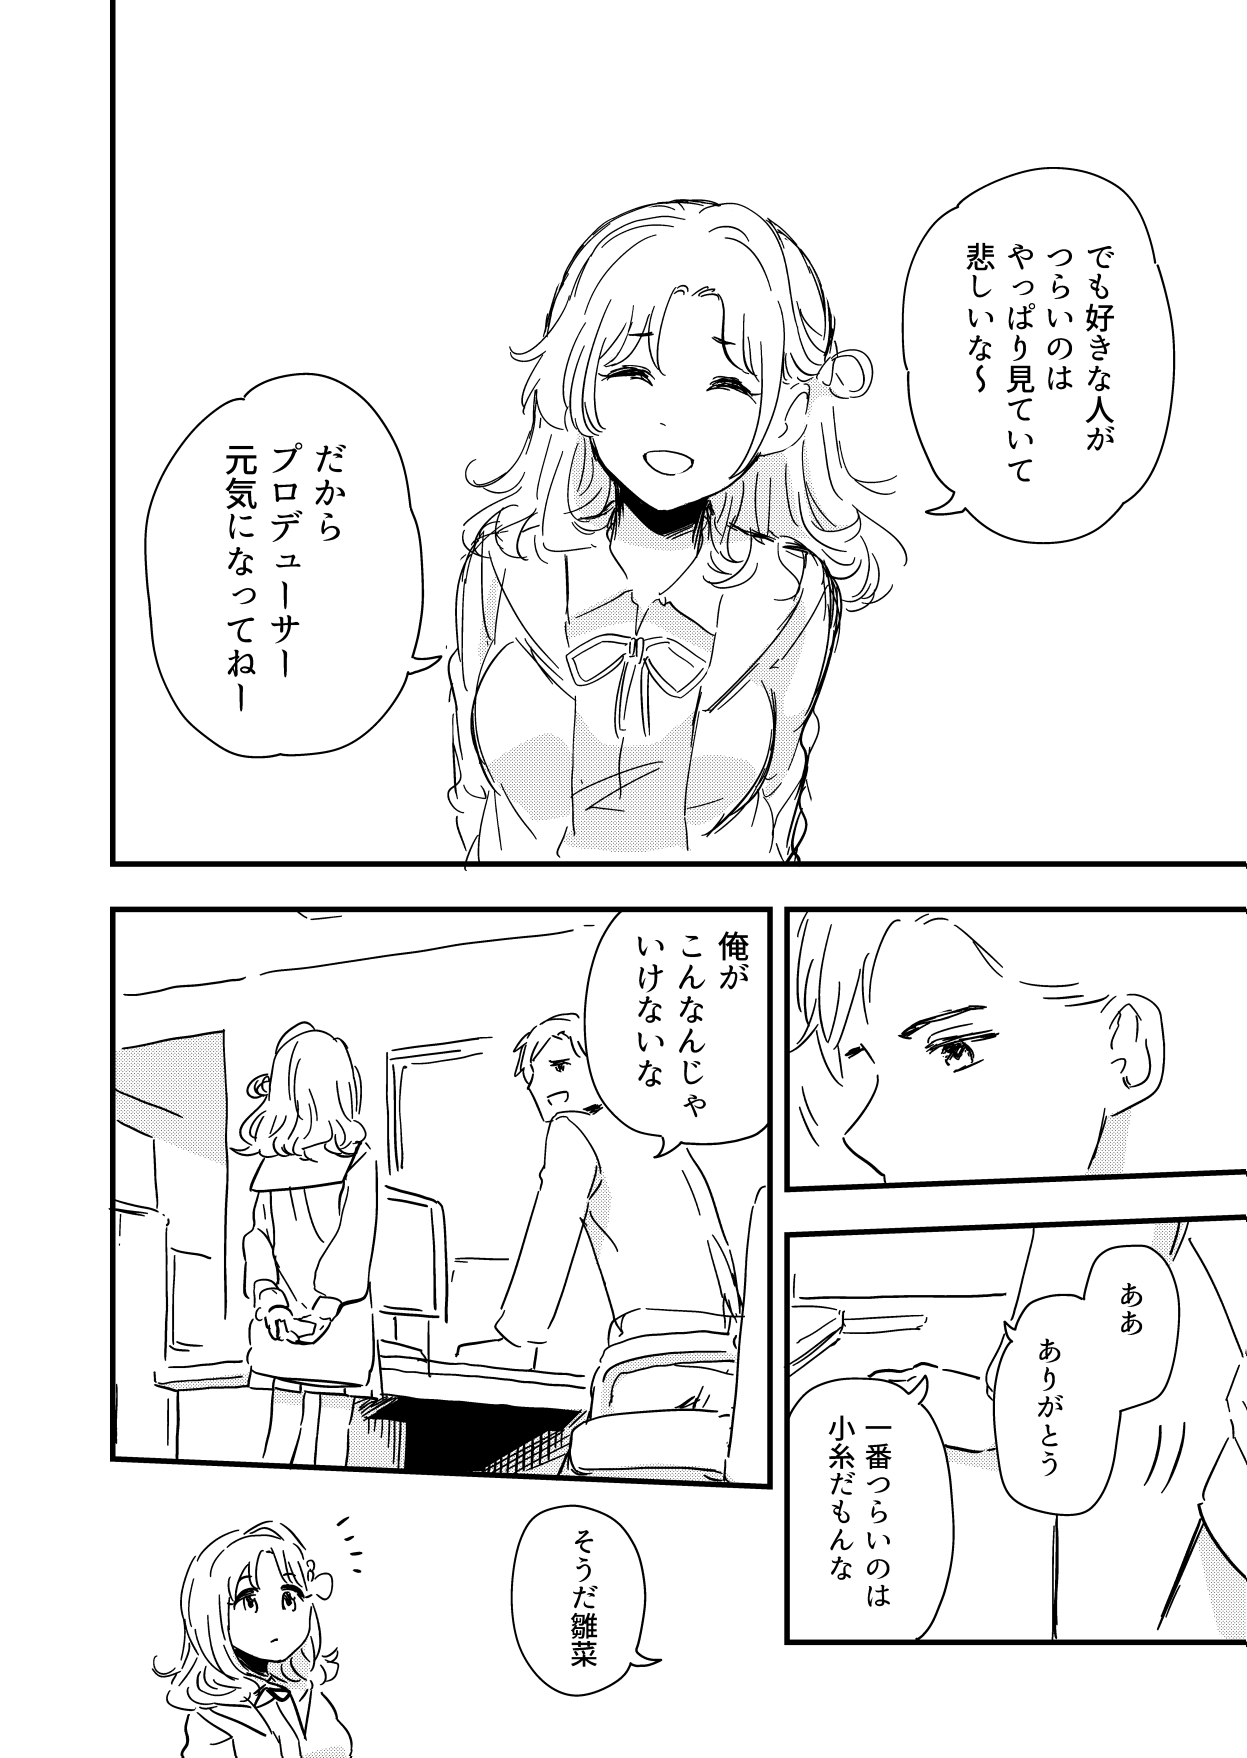 でも好きな人が
つらいのは
やっぱり見ていて
悲しいな～
だから
プロデューサー
元気になってねー
ああ
ありがとう
一番つらいのは
小糸だもんな
俺が
こんなんじゃ
いけないな
そうだ雛菜